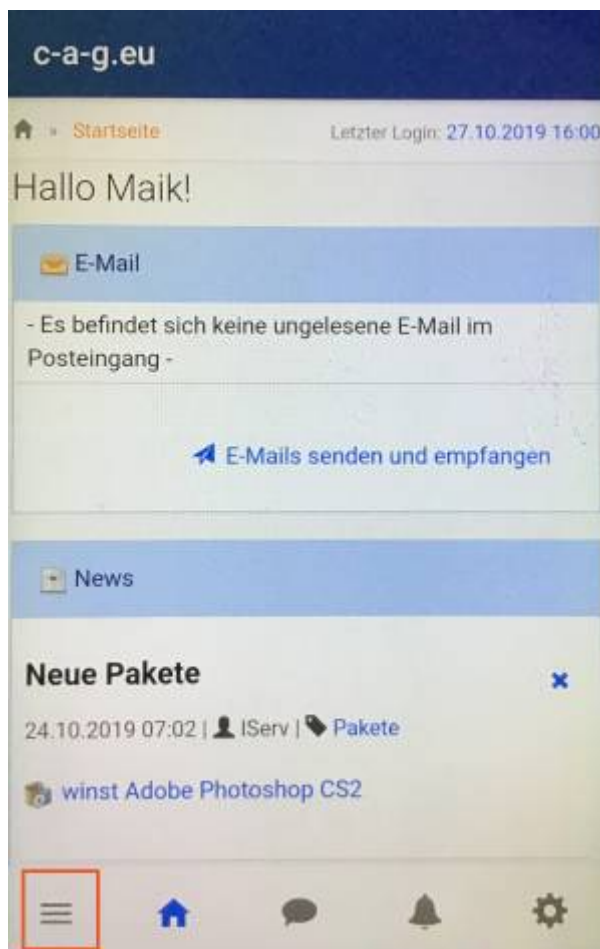 c-a-g.eu
» Startseite
Letzter Login: 27.10.2019 16:00
Hallo Maik!
E-Mail
- Es befindet sich keine ungelesene E-Mail im
Posteingang -
E-Mails senden und empfangen
News
Neue Pakete
24.10.2019 07:02 | IServ | Pakete
winst Adobe Photoshop CS2